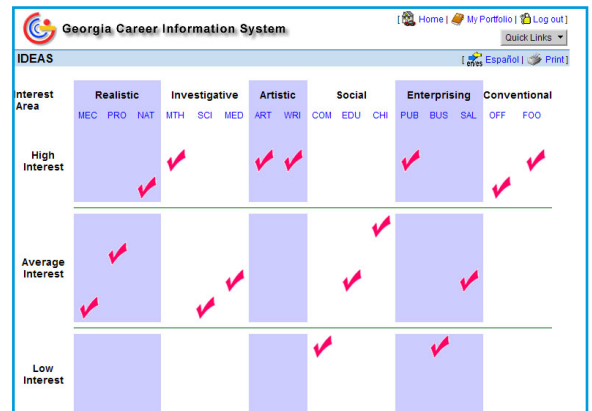 Georgia Career Information System
[ Home | My Portfolio | Log out ]
Quick Links
IDEAS
[ en/es Español | Print ]
Interest Area Realistic Investigative Artistic Social Enterprising Conventional
MEC PRO NAT MTH SCI MED ART WRI COM EDU CHI PUB BUS SAL OFF FOO
High
Interest
Average
Interest
Low
Interest